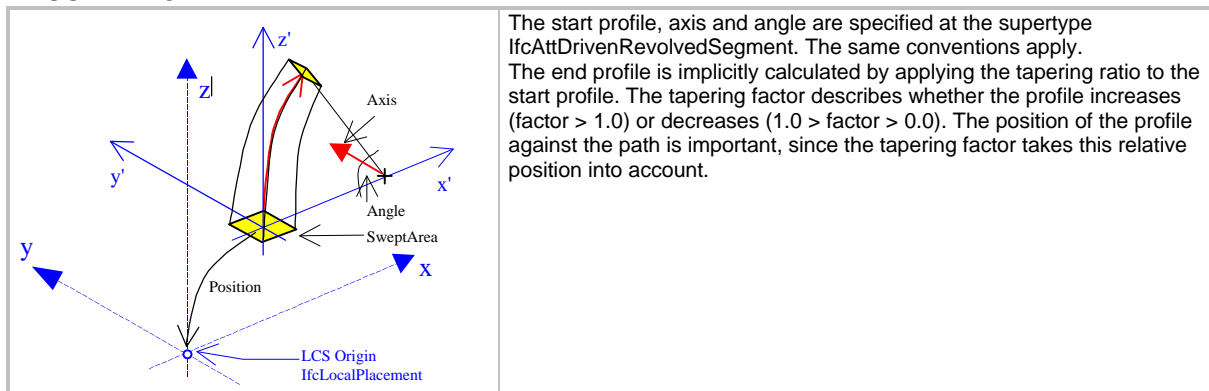 z'
z
Axis
y'
x'
Angle
SweptArea
y
x
Position
LCS Origin
IfcLocalPlacement
The start profile, axis and angle are specified at the supertype
IfcAttDrivenRevolvedSegment. The same conventions apply.
The end profile is implicitly calculated by applying the tapering ratio to the
start profile. The tapering factor describes whether the profile increases
(factor > 1.0) or decreases (1.0 > factor > 0.0). The position of the profile
against the path is important, since the tapering factor takes this relative
position into account.